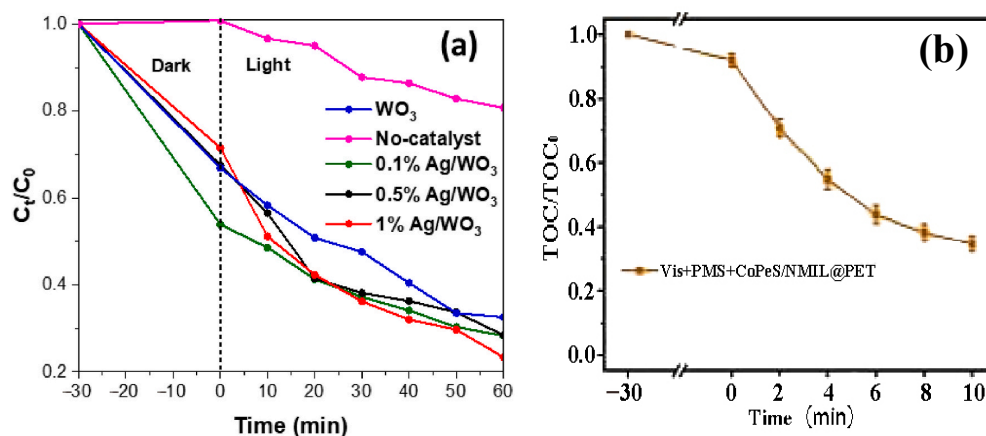 (a)
Dark
Light
WO3
No-catalyst
0.1% Ag/WO3
0.5% Ag/WO3
1% Ag/WO3
Ct/C0
1.0
0.8
0.6
0.4
0.2
−30 −20 −10 0 10 20 30 40 50 60
Time (min)
(b)
TOC/TOC0
1.0
0.8
0.6
0.4
0.2
0.0
Vis+PMS+CoPeS/NMIL@PET
−30 0 2 4 6 8 10
Time (min)